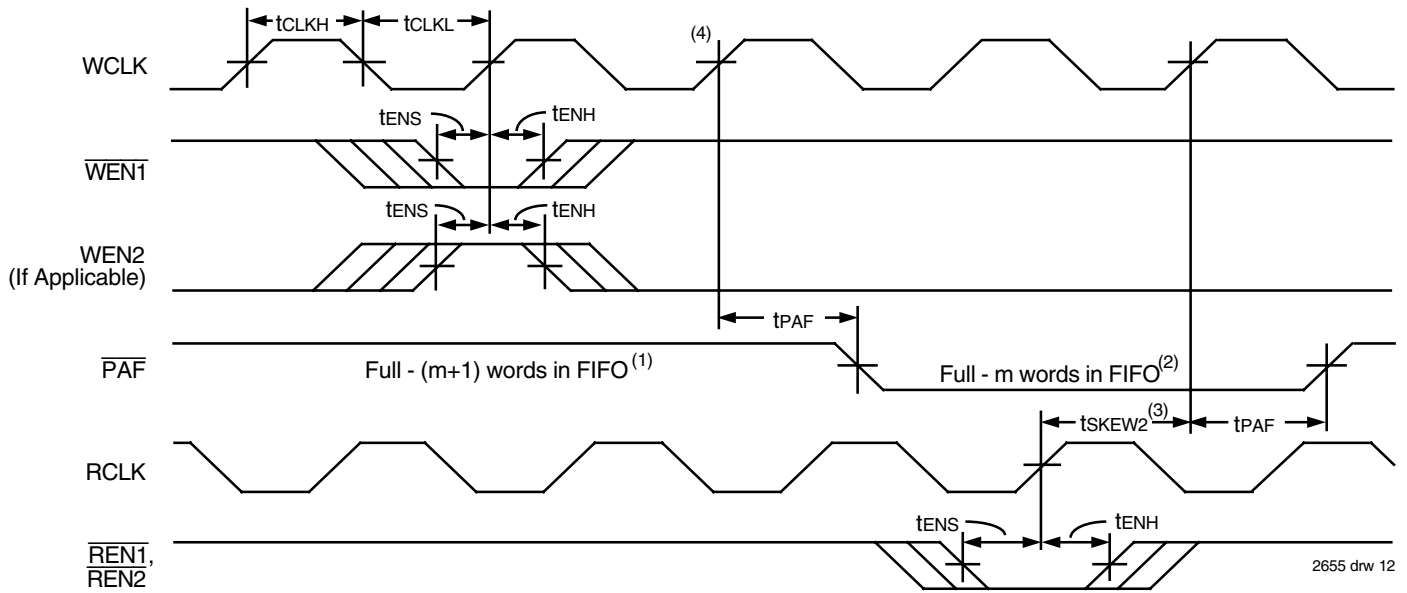 tCLKH
tCLKL
(4)
WCLK
tENS
tENH
WEN1
tENS
tENH
WEN2
(If Applicable)
tPAF
PAF
Full - (m+1) words in FIFO(1)
Full - m words in FIFO(2)
tSKEW2(3)
tPAF
RCLK
tENS
tENH
REN1,
REN2
2655 drw 12